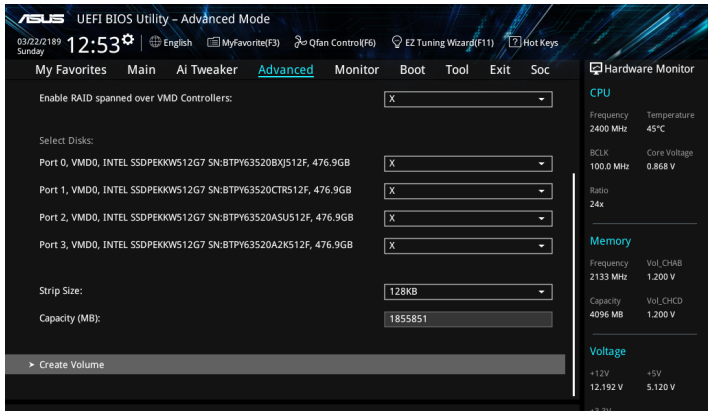 ASUS UEFI BIOS Utility – Advanced Mode
03/22/2189 Sunday 12:53 English MyFavorite(F3) Qfan Control(F6) EZ Tuning Wizard(F11) ? Hot Keys
My Favorites Main Ai Tweaker Advanced Monitor Boot Tool Exit Soc
Enable RAID spanned over VMD Controllers: X
Select Disks:
Port 0, VMD0, INTEL SSDPEKKW512G7 SN:BTPY63520BXJ512F, 476.9GB X
Port 1, VMD0, INTEL SSDPEKKW512G7 SN:BTPY63520CTR512F, 476.9GB X
Port 2, VMD0, INTEL SSDPEKKW512G7 SN:BTPY63520ASU512F, 476.9GB X
Port 3, VMD0, INTEL SSDPEKKW512G7 SN:BTPY63520A2K512F, 476.9GB X
Strip Size: 128KB
Capacity (MB): 1855851
> Create Volume
Hardware Monitor
CPU
Frequency Temperature
2400 MHz 45°C
BCLK Core Voltage
100.0 MHz 0.868 V
Ratio
24x
Memory
Frequency Vol_CHAB
2133 MHz 1.200 V
Capacity Vol_CHCD
4096 MB 1.200 V
Voltage
+12V +5V
12.192 V 5.120 V
+3.3V